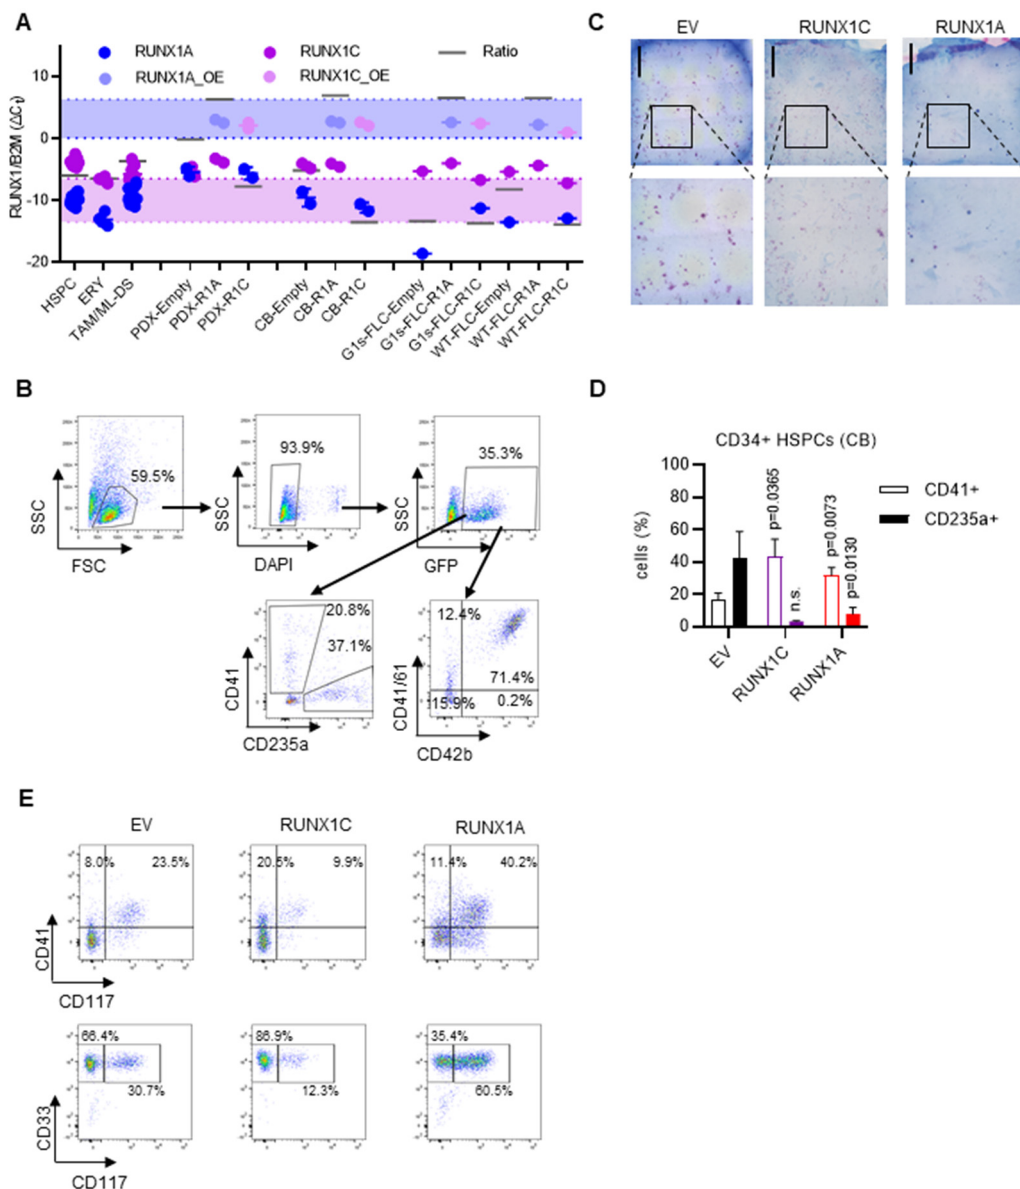 A
RUNX1A
RUNX1C
Ratio
RUNX1A_OE
RUNX1C_OE
RUNX1/B2M (ΔCt)
10
0
-10
-20
HSPC
ERY
TAM/ML-DS
PDX-Empty
PDX-R1A
PDX-R1C
CB-Empty
CB-R1A
CB-R1C
G1s-FLC-Empty
G1s-FLC-R1A
G1s-FLC-R1C
WT-FLC-Empty
WT-FLC-R1A
WT-FLC-R1C
C
EV
RUNX1C
RUNX1A
B
59.5%
SSC
FSC
93.9%
SSC
DAPI
35.3%
SSC
GFP
20.8%
37.1%
CD41
CD235a
12.4%
71.4%
15.9%
0.2%
CD41/61
CD42b
D
CD34+ HSPCs (CB)
cells (%)
100
80
60
40
20
0
p=0.0365
n.s.
p=0.0073
p=0.0130
CD41+
CD235a+
EV
RUNX1C
RUNX1A
E
EV
RUNX1C
RUNX1A
8.0%
23.5%
20.5%
9.9%
11.4%
40.2%
CD41
CD117
66.4%
30.7%
86.9%
12.3%
35.4%
60.5%
CD33
CD117